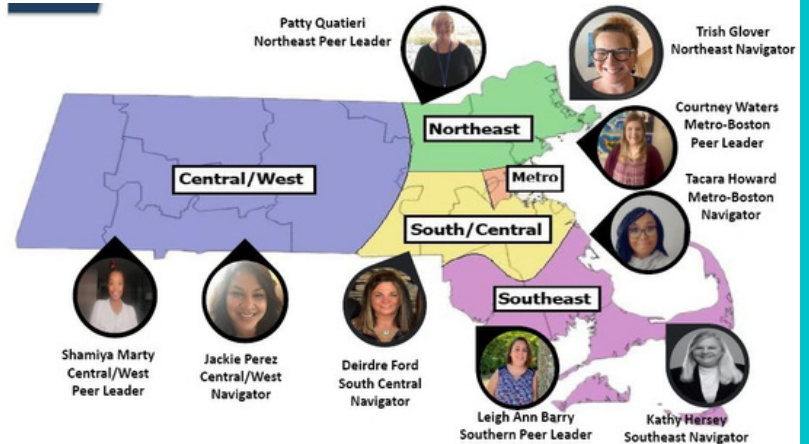 Patty Quatieri
Northeast Peer Leader
Trish Glover
Northeast Navigator
Courtney Waters
Metro-Boston
Peer Leader
Tacara Howard
Metro-Boston
Navigator
Northeast
Metro
Central/West
South/Central
Southeast
Shamiya Marty
Central/West
Peer Leader
Jackie Perez
Central/West
Navigator
Deirdre Ford
South Central
Navigator
Leigh Ann Barry
Southern Peer Leader
Kathy Hersey
Southeast Navigator